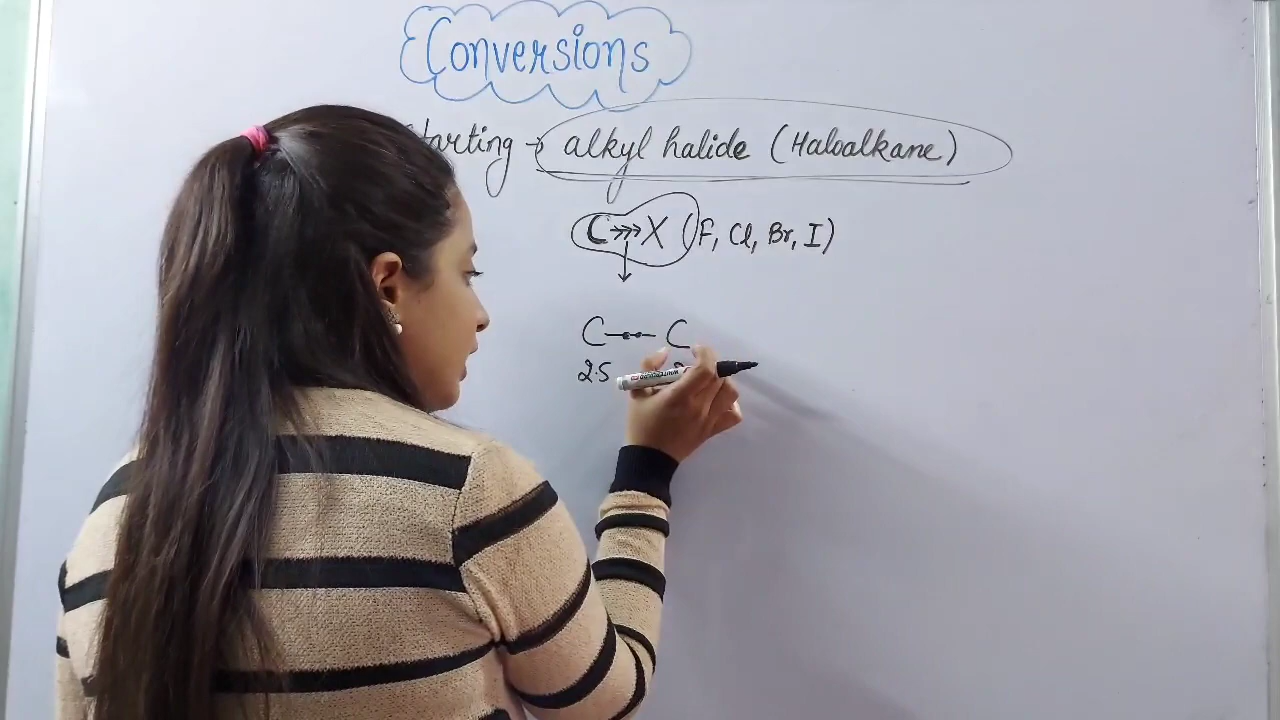 Conversions
Starting → alkyl halide (Haloalkane)
C X (F, Cl, Br, I)
C C
2.5